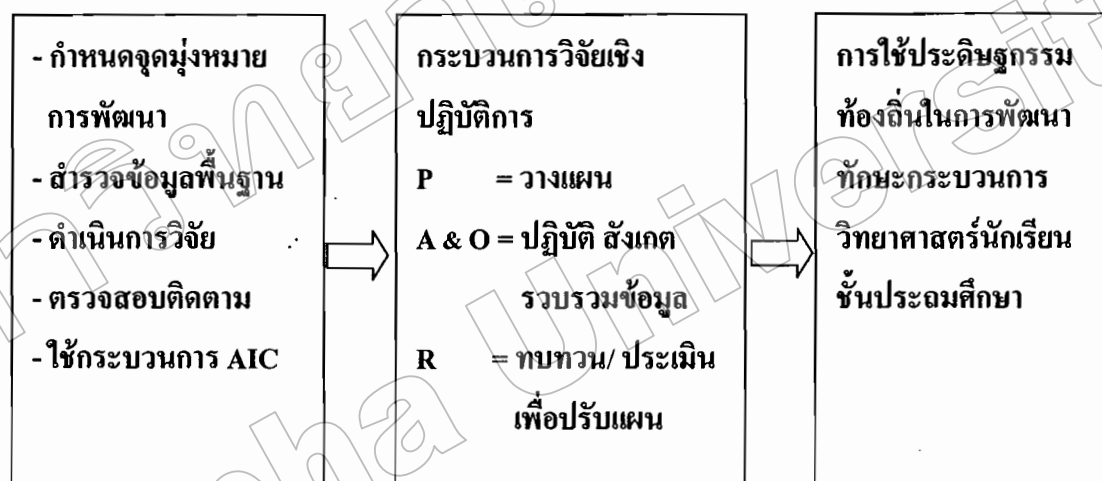 - กำหนดจุดมุ่งหมาย
การพัฒนา
- สำรวจข้อมูลพื้นฐาน
- ดำเนินการวิจัย
- ตรวจสอบติดตาม
- ใช้กระบวนการ AIC
กระบวนการวิจัยเชิง
ปฏิบัติการ
P = วางแผน
A & O = ปฏิบัติ สังเกต
รวบรวมข้อมูล
R = ทบทวน/ ประเมิน
เพื่อปรับแผน
การใช้ประดิษฐกรรม
ท้องถิ่นในการพัฒนา
ทักษะกระบวนการ
วิทยาศาสตร์นักเรียน
ชั้นประถมศึกษา